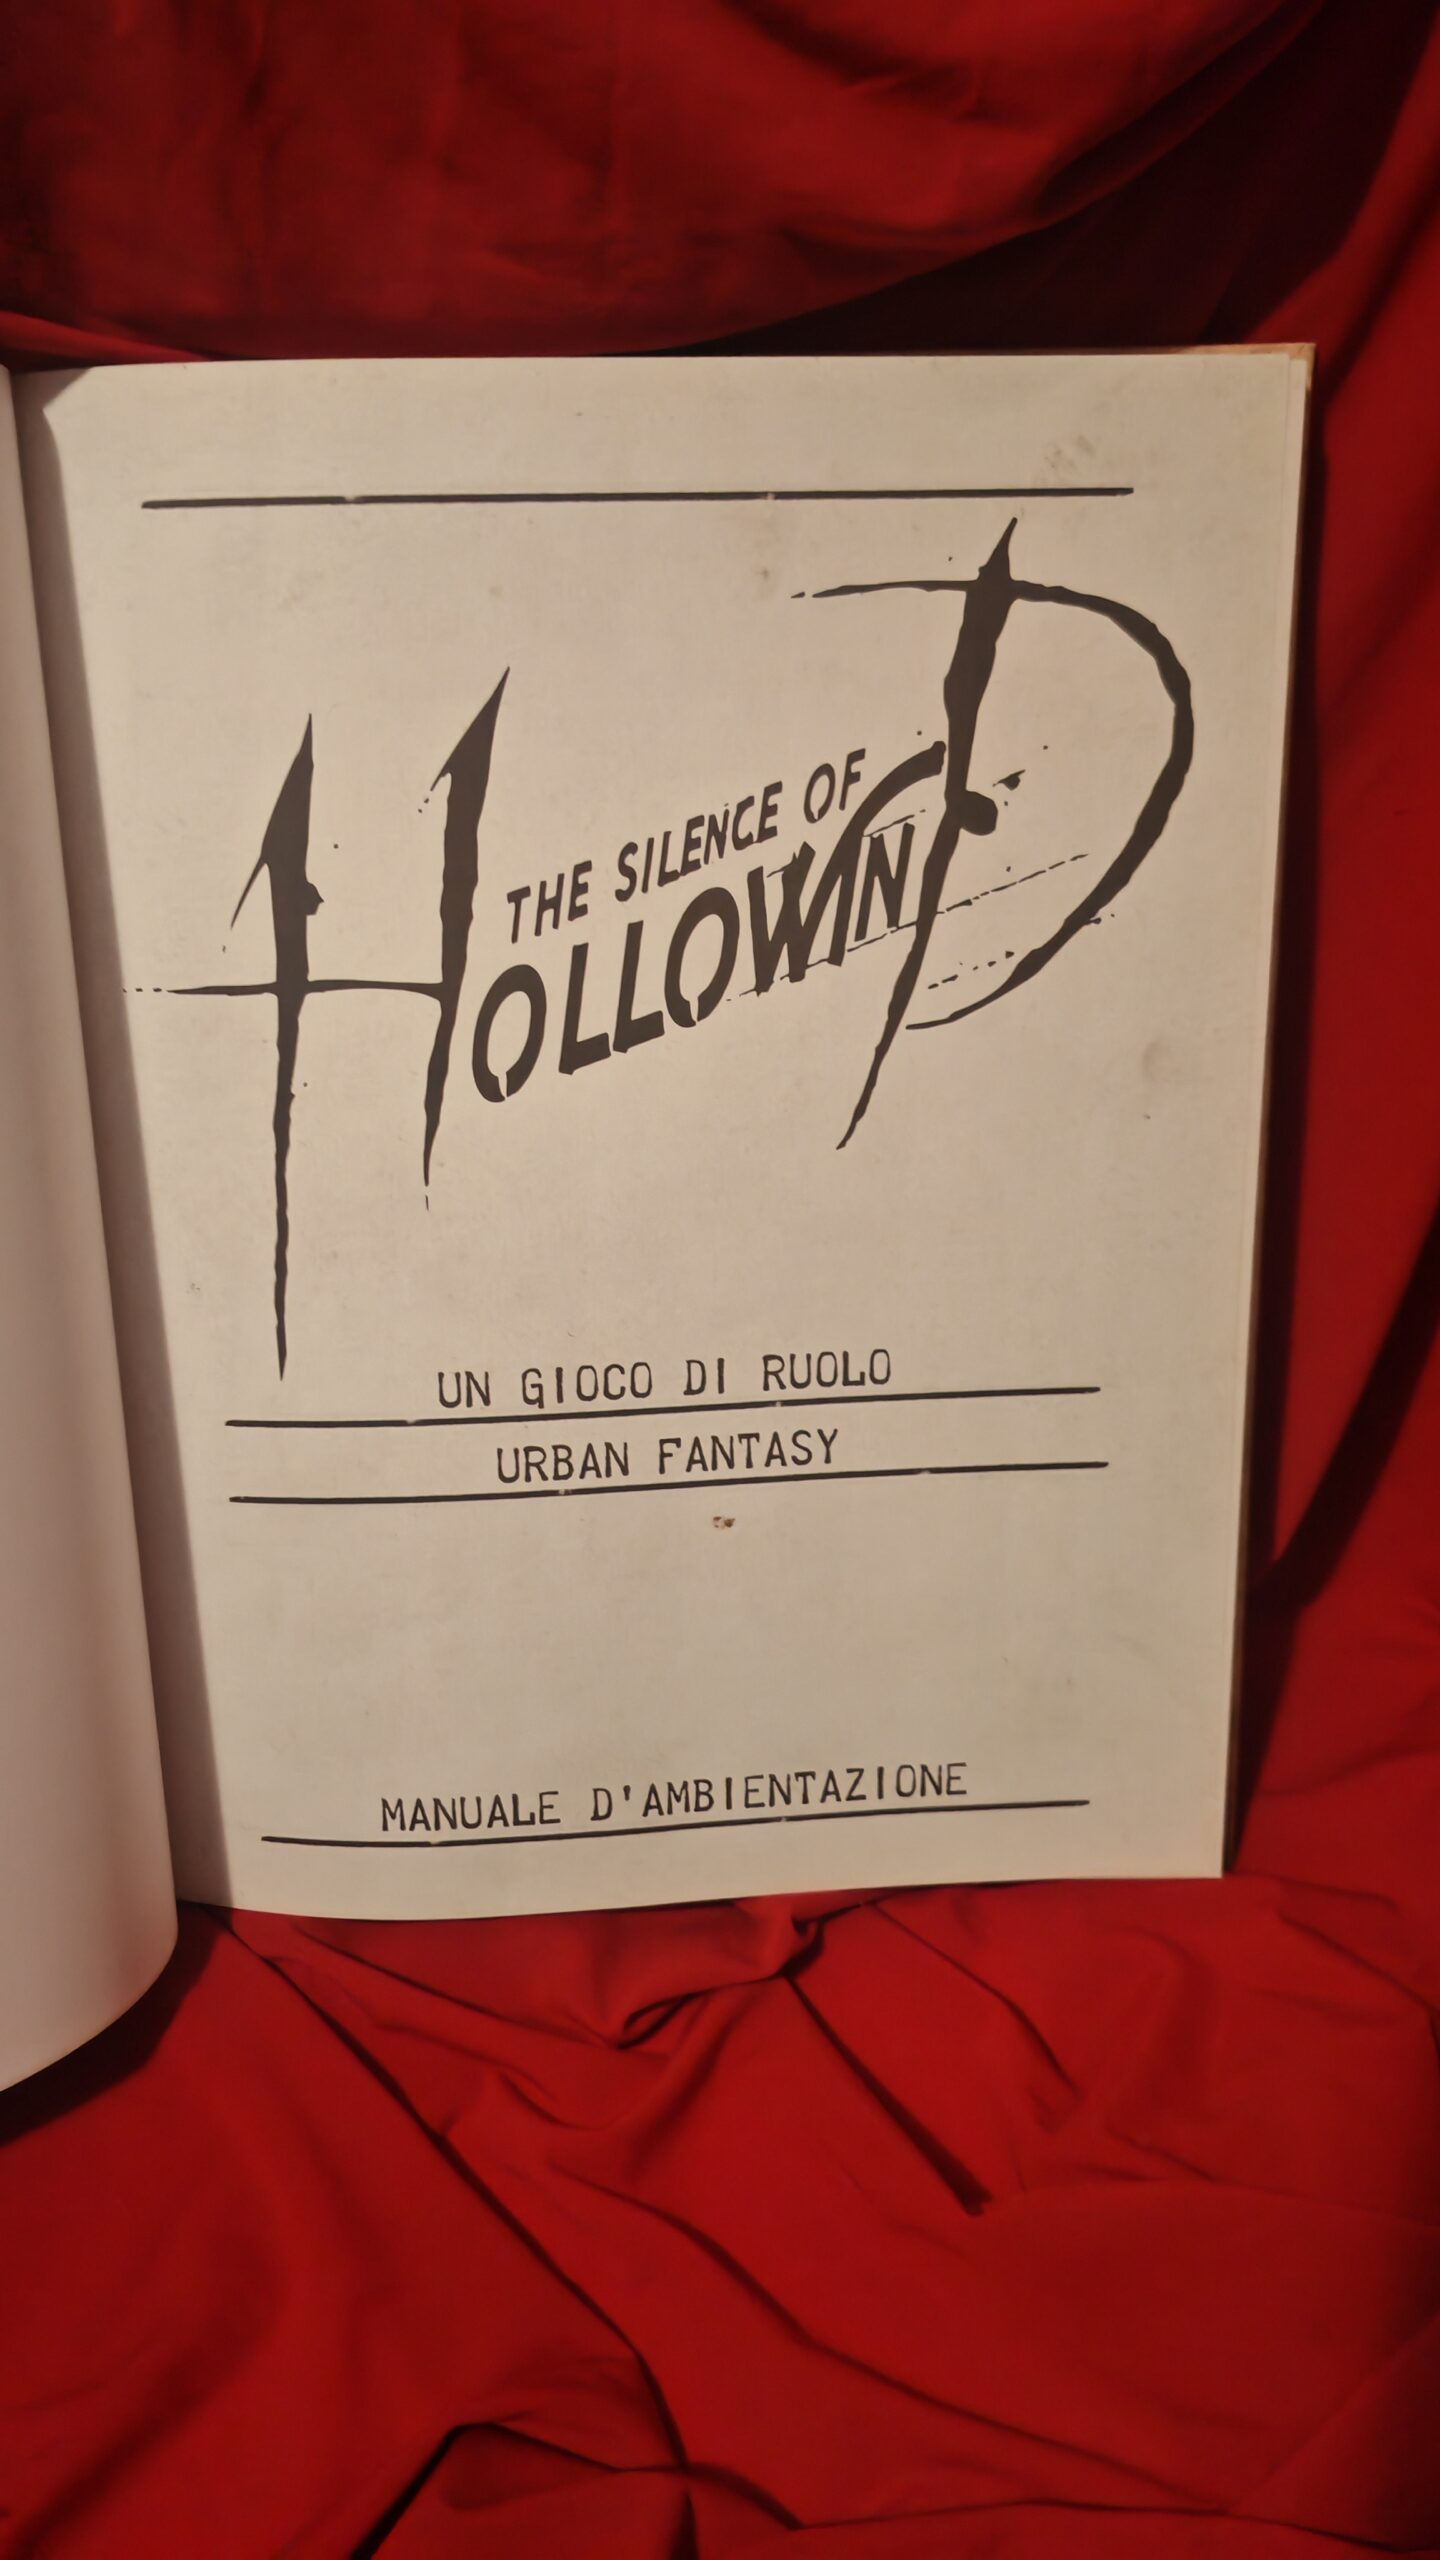 THE SILENCE OF
HOLLOWIND
UN GIOCO DI RUOLO
URBAN FANTASY
MANUALE D'AMBIENTAZIONE